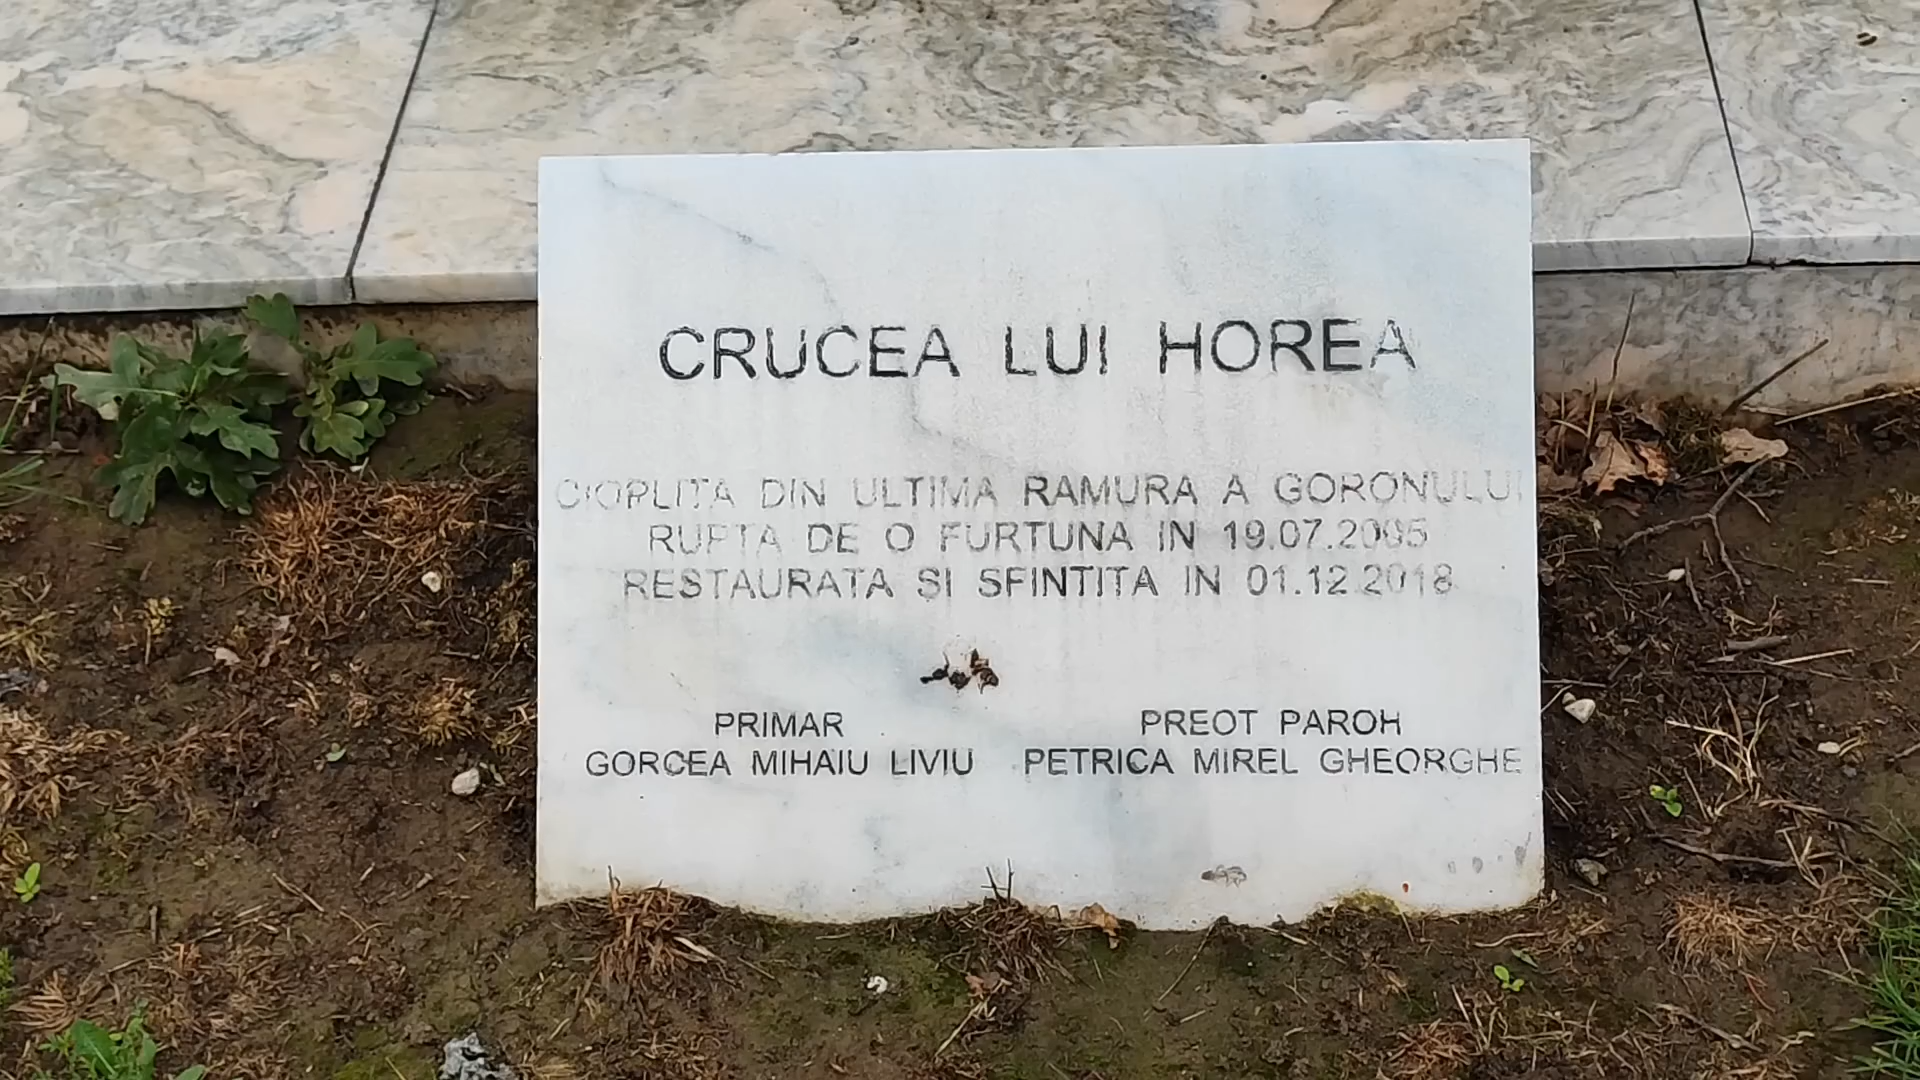 CRUCEA LUI HOREA
CIOPLITA DIN ULTIMA RAMURA A GORONULUI
RUPTA DE O FURTUNA IN 19.07.2005
RESTAURATA SI SFINTITA IN 01.12.2018
PRIMAR
GORCEA MIHAIU LIVIU
PREOT PAROH
PETRICA MIREL GHEORGHE